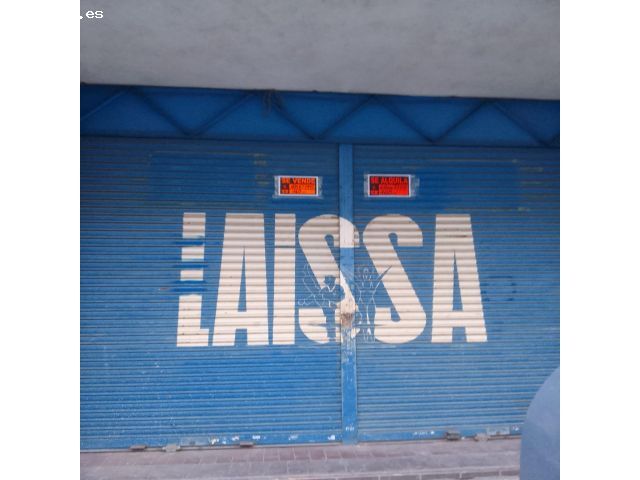 .es
SE VENDE
SE ALQUILA
LAiSSA